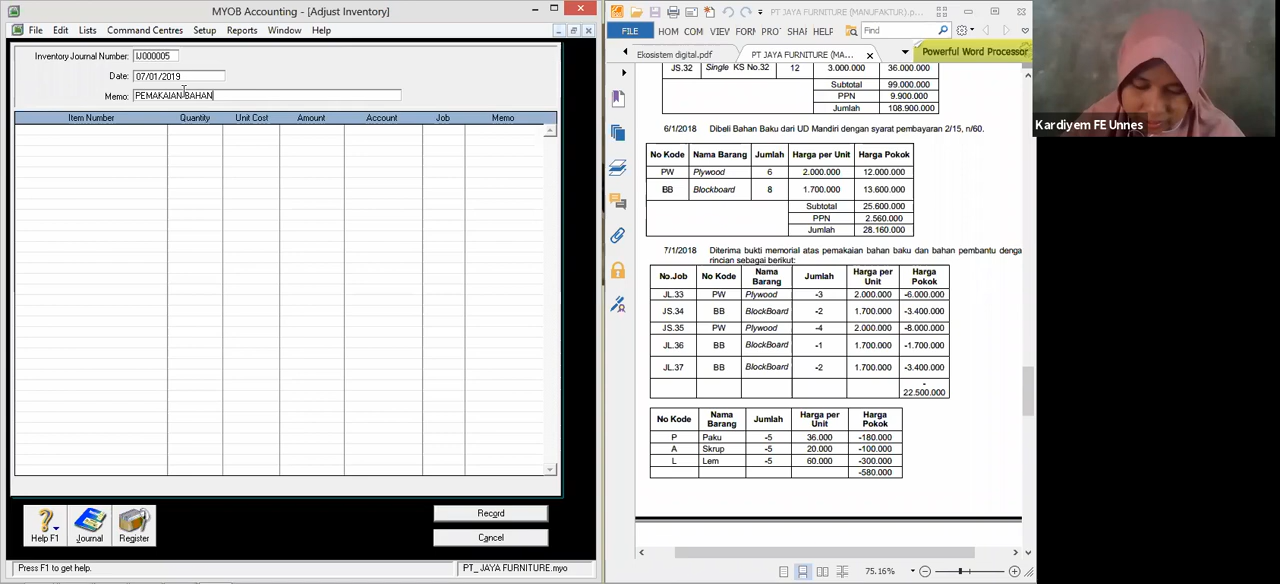 MYOB Accounting - [Adjust Inventory]
File Edit Lists Command Centres Setup Reports Window Help
Inventory Journal Number: IJ000005
Date: 07/01/2019
Memo: PEMAKAIAN BAHAN
Item Number Quantity Unit Cost Amount Account Job Memo
Help F1 Journal Register
Record
Cancel
Press F1 to get help. PT_ JAYA FURNITURE.myo
PT JAYA FURNITURE (MANUFAKTUR).p...
FILE HOM COM VIEV FORM PRO SHAR HELP Find
Ekosistem digital.pdf PT JAYA FURNITURE (MANUFAKTUR... Powerful Word Processor
JS.32 Single KS No.32 12 3.000.000 36.000.000
Subtotal 99.000.000
PPN 9.900.000
Jumlah 108.900.000
6/1/2018 Dibeli Bahan Baku dari UD Mandiri dengan syarat pembayaran 2/15, n/60.
No Kode Nama Barang Jumlah Harga per Unit Harga Pokok
PW Plywood 6 2.000.000 12.000.000
BB Blockboard 8 1.700.000 13.600.000
Subtotal 25.600.000
PPN 2.560.000
Jumlah 28.160.000
7/1/2018 Diterima bukti memorial atas pemakaian bahan baku dan bahan pembantu denga
rincian sebagai berikut:
No.Job No Kode Nama Barang Jumlah Harga per Unit Harga Pokok
JL.33 PW Plywood -3 2.000.000 -6.000.000
JS.34 BB BlockBoard -2 1.700.000 -3.400.000
JS.35 PW Plywood -4 2.000.000 -8.000.000
JL.36 BB BlockBoard -1 1.700.000 -1.700.000
JL.37 BB BlockBoard -2 1.700.000 -3.400.000
-
22.500.000
No Kode Nama Barang Jumlah Harga per Unit Harga Pokok
P Paku -5 36.000 -180.000
A Skrup -5 20.000 -100.000
L Lem -5 60.000 -300.000
-580.000
75.16%
Kardiyem FE Unnes